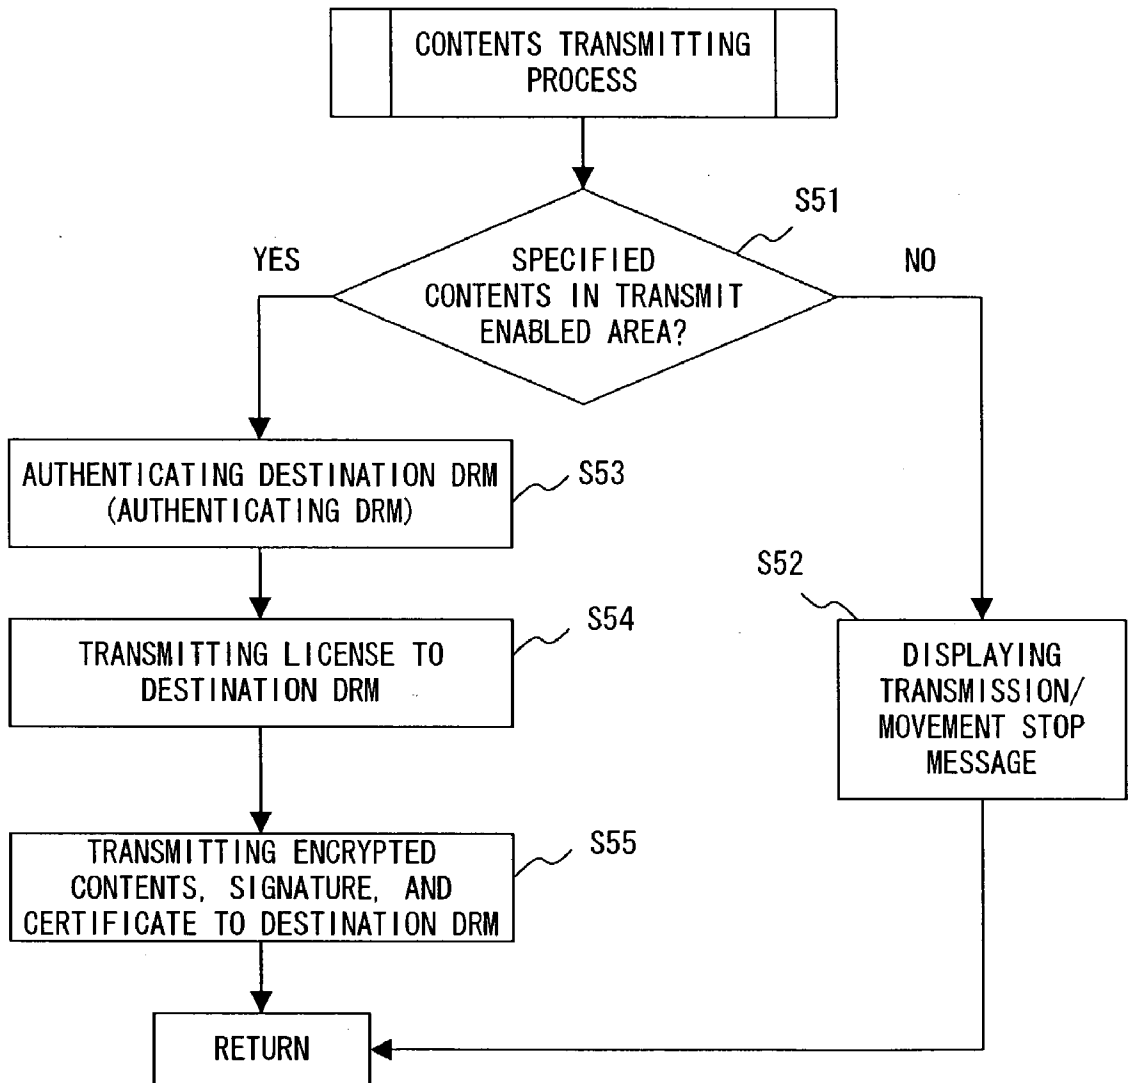 CONTENTS TRANSMITTING
PROCESS
S51
YES
SPECIFIED
CONTENTS IN TRANSMIT
ENABLED AREA?
NO
AUTHENTICATING DESTINATION DRM
(AUTHENTICATING DRM)
S53
TRANSMITTING LICENSE TO
DESTINATION DRM
S54
S52
DISPLAYING
TRANSMISSION/
MOVEMENT STOP
MESSAGE
TRANSMITTING ENCRYPTED
CONTENTS, SIGNATURE, AND
CERTIFICATE TO DESTINATION DRM
S55
RETURN